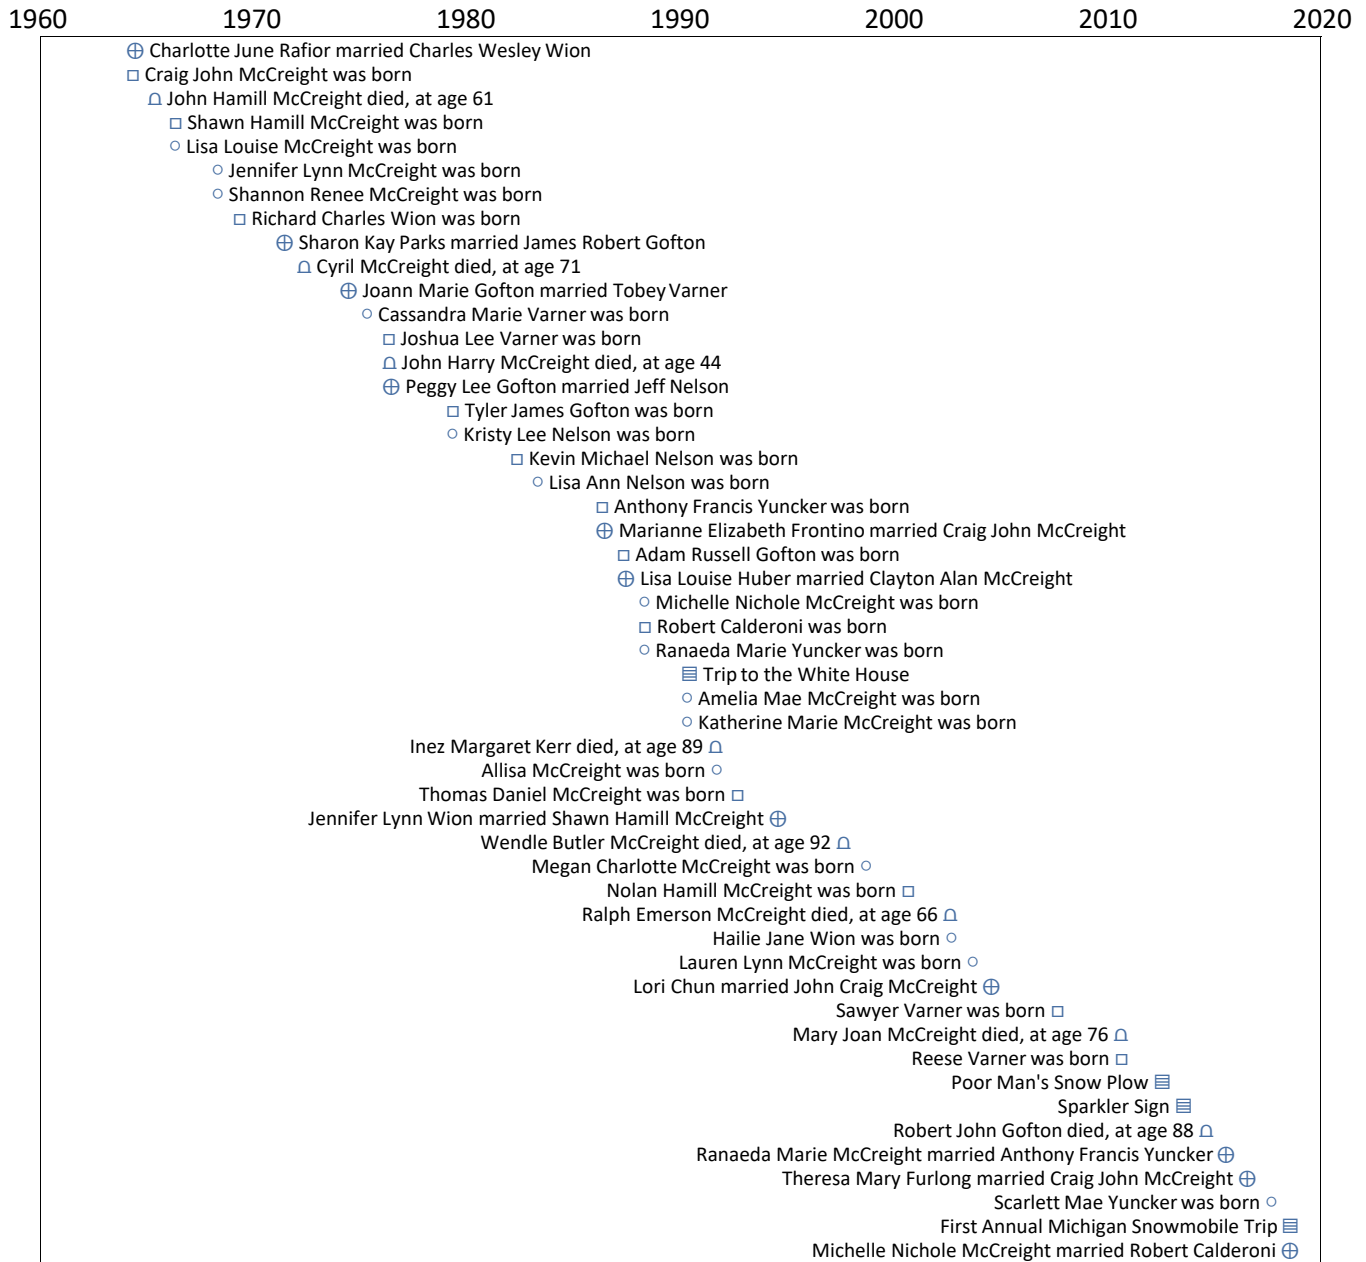 1960 1970 1980 1990 2000 2010 2020
Charlotte June Rafior married Charles Wesley Wion
Craig John McCreight was born
John Hamill McCreight died, at age 61
Shawn Hamill McCreight was born
Lisa Louise McCreight was born
Jennifer Lynn McCreight was born
Shannon Renee McCreight was born
Richard Charles Wion was born
Sharon Kay Parks married James Robert Gofton
Cyril McCreight died, at age 71
Joann Marie Gofton married Tobey Varner
Cassandra Marie Varner was born
Joshua Lee Varner was born
John Harry McCreight died, at age 44
Peggy Lee Gofton married Jeff Nelson
Tyler James Gofton was born
Kristy Lee Nelson was born
Kevin Michael Nelson was born
Lisa Ann Nelson was born
Anthony Francis Yuncker was born
Marianne Elizabeth Frontino married Craig John McCreight
Adam Russell Gofton was born
Lisa Louise Huber married Clayton Alan McCreight
Michelle Nichole McCreight was born
Robert Calderoni was born
Ranaeda Marie Yuncker was born
Trip to the White House
Amelia Mae McCreight was born
Katherine Marie McCreight was born
Inez Margaret Kerr died, at age 89
Allisa McCreight was born
Thomas Daniel McCreight was born
Jennifer Lynn Wion married Shawn Hamill McCreight
Wendle Butler McCreight died, at age 92
Megan Charlotte McCreight was born
Nolan Hamill McCreight was born
Ralph Emerson McCreight died, at age 66
Hailie Jane Wion was born
Lauren Lynn McCreight was born
Lori Chun married John Craig McCreight
Sawyer Varner was born
Mary Joan McCreight died, at age 76
Reese Varner was born
Poor Man's Snow Plow
Sparkler Sign
Robert John Gofton died, at age 88
Ranaeda Marie McCreight married Anthony Francis Yuncker
Theresa Mary Furlong married Craig John McCreight
Scarlett Mae Yuncker was born
First Annual Michigan Snowmobile Trip
Michelle Nichole McCreight married Robert Calderoni